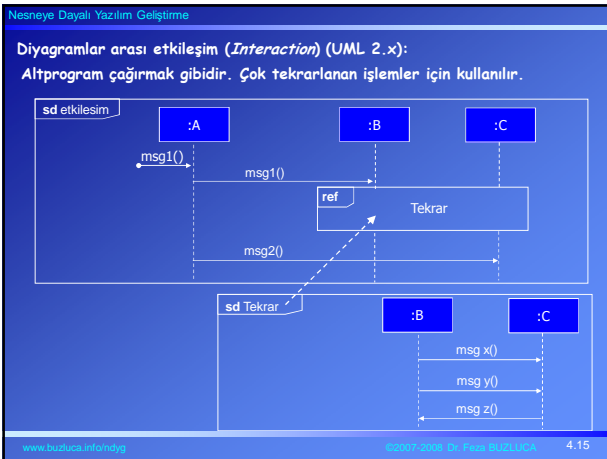 Nesneye Dayalı Yazılım Geliştirme
Diyagramlar arası etkileşim (Interaction) (UML 2.x):
Altprogram çağırmak gibidir. Çok tekrarlanan işlemler için kullanılır.
sd etkilesim
:A
:B
:C
msg1()
msg1()
ref
Tekrar
msg2()
sd Tekrar
:B
:C
msg x()
msg y()
msg z()
www.buzluca.info/ndyg
©2007-2008 Dr. Feza BUZLUCA
4.15